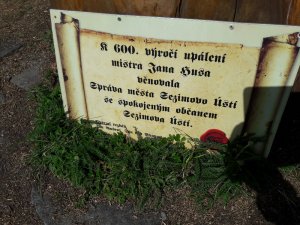 K 600. výročí upálení
mistra Jana Husa
věnovala
Správa města Sezimovo Ústí
se spokojeným občanem
Sezimova Ústí.